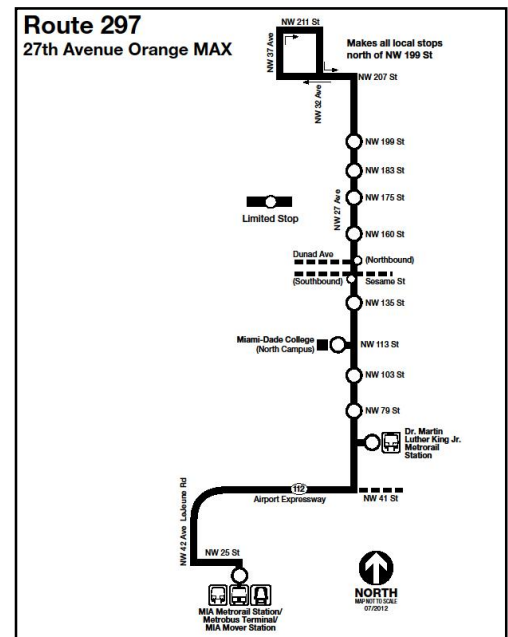 Route 297
27th Avenue Orange MAX
NW 211 St
NW 37 Ave
Makes all local stops
north of NW 199 St
NW 207 St
NW 32 Ave
NW 199 St
NW 183 St
NW 175 St
NW 27 Ave
Limited Stop
NW 160 St
Dunad Ave
(Northbound)
(Southbound)
Sesame St
NW 135 St
Miami-Dade College
(North Campus)
NW 113 St
NW 103 St
NW 79 St
Dr. Martin
Luther King Jr.
Metrorail
Station
112
Airport Expressway
NW 41 St
NW 42 Ave LeJeune Rd
NW 25 St
MIA Metrorail Station/
Metrobus Terminal/
MIA Mover Station
NORTH
MAP NOT TO SCALE
07/2012